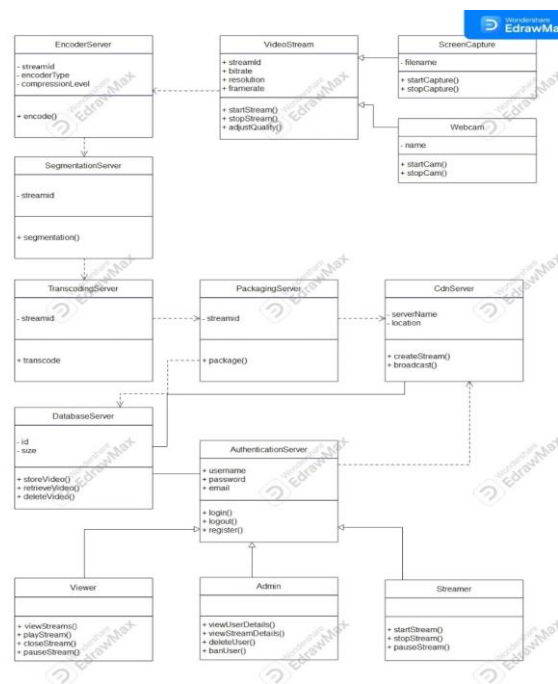 Wondershare
EdrawMax
EncoderServer
- streamid
- encoderType
- compressionLevel
+ encode()
VideoStream
+ streamId
+ bitrate
+ resolution
+ framerate
+ startStream()
+ stopStream()
+ adjustQuality()
ScreenCapture
- filename
+ startCapture()
+ stopCapture()
Webcam
- name
+ startCam()
+ stopCam()
SegmentationServer
- streamid
+ segmentation()
TranscodingServer
- streamid
+ transcode
PackagingServer
- streamid
+ package()
CdnServer
- serverName
- location
+ createStream()
+ broadcast()
DatabaseServer
- id
- size
+ storeVideo()
+ retrieveVideo()
+ deleteVideo()
AuthenticationServer
+ username
+ password
+ email
+ login()
+ logout()
+ register()
Viewer
+ viewStreams()
+ playStream()
+ closeStream()
+ pauseStream()
Admin
+ viewUserDetails()
+ viewStreamDetails()
+ deleteUser()
+ banUser()
Streamer
+ startStream()
+ stopStream()
+ pauseStream()